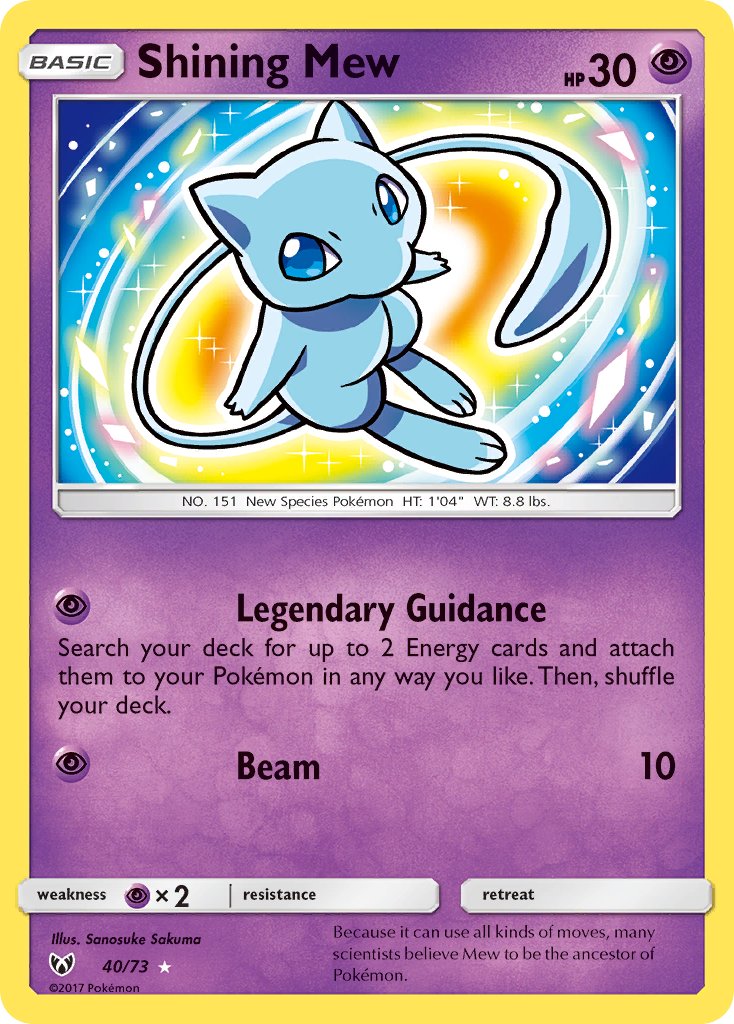 BASIC Shining Mew HP 30
NO. 151 New Species Pokémon HT: 1'04" WT: 8.8 lbs.
Legendary Guidance
Search your deck for up to 2 Energy cards and attach
them to your Pokémon in any way you like. Then, shuffle
your deck.
Beam 10
weakness × 2 resistance retreat
Illus. Sanosuke Sakuma
40/73
©2017 Pokémon
Because it can use all kinds of moves, many
scientists believe Mew to be the ancestor of
Pokémon.